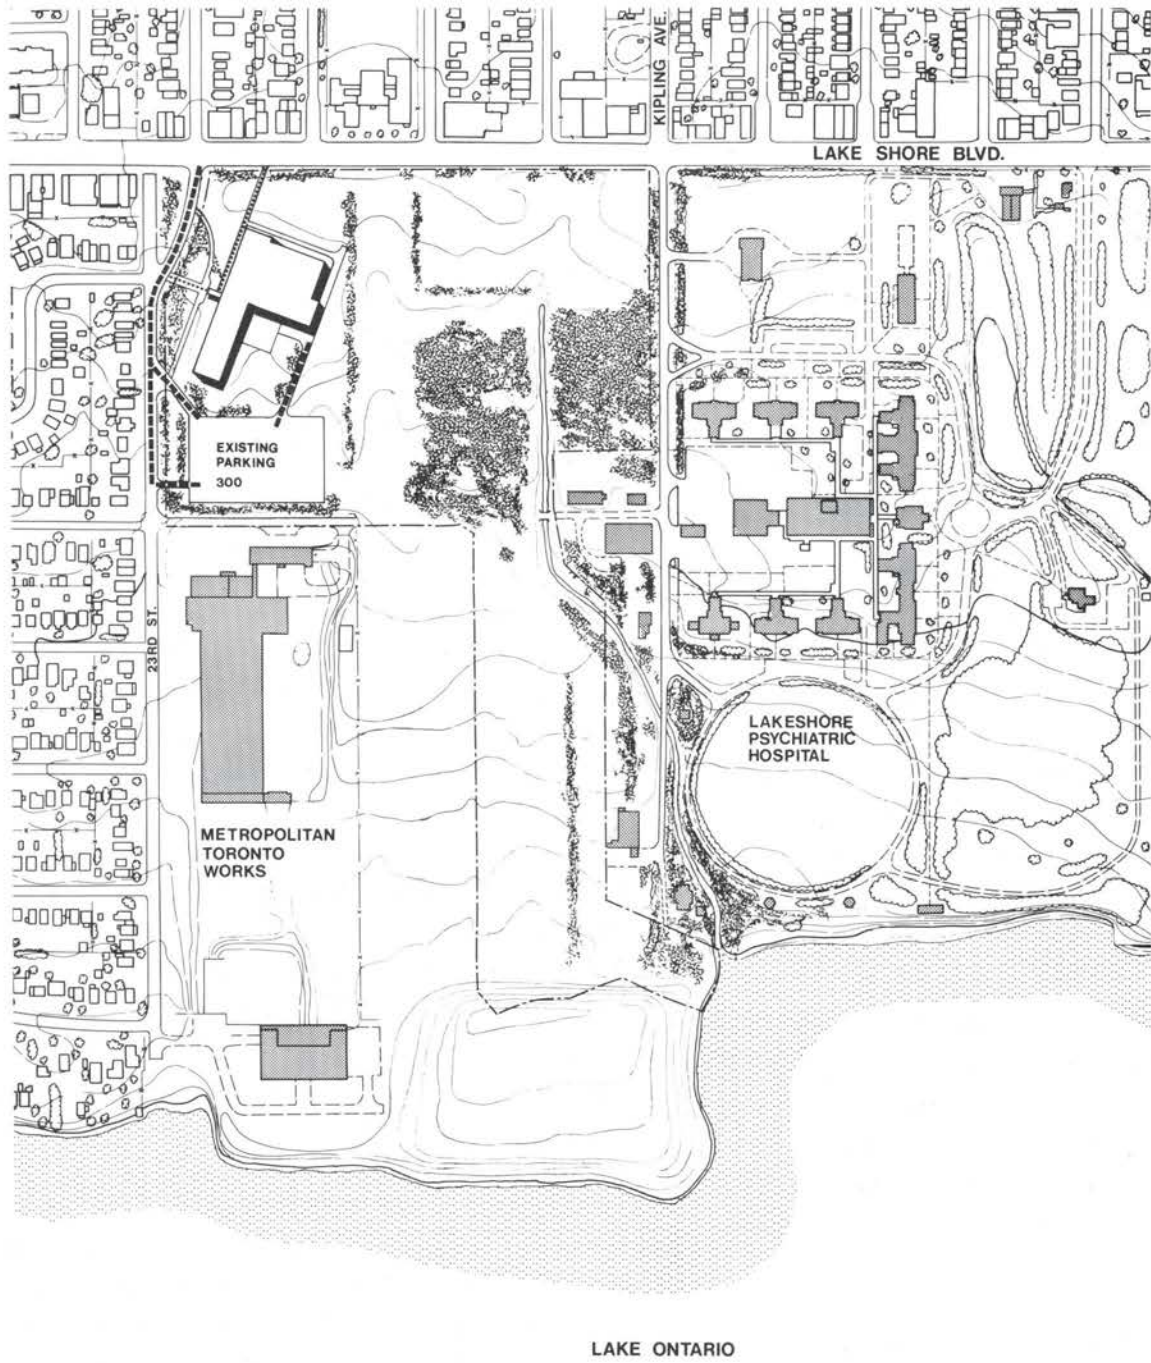 KIPLING AVE.
LAKE SHORE BLVD.
EXISTING
PARKING
300
23RD ST.
LAKESHORE
PSYCHIATRIC
HOSPITAL
METROPOLITAN
TORONTO
WORKS
LAKE ONTARIO